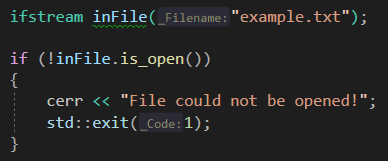 ifstream inFile(_Filename:"example.txt");
if (!inFile.is_open())
{
cerr << "File could not be opened!";
std::exit(_Code:1);
}